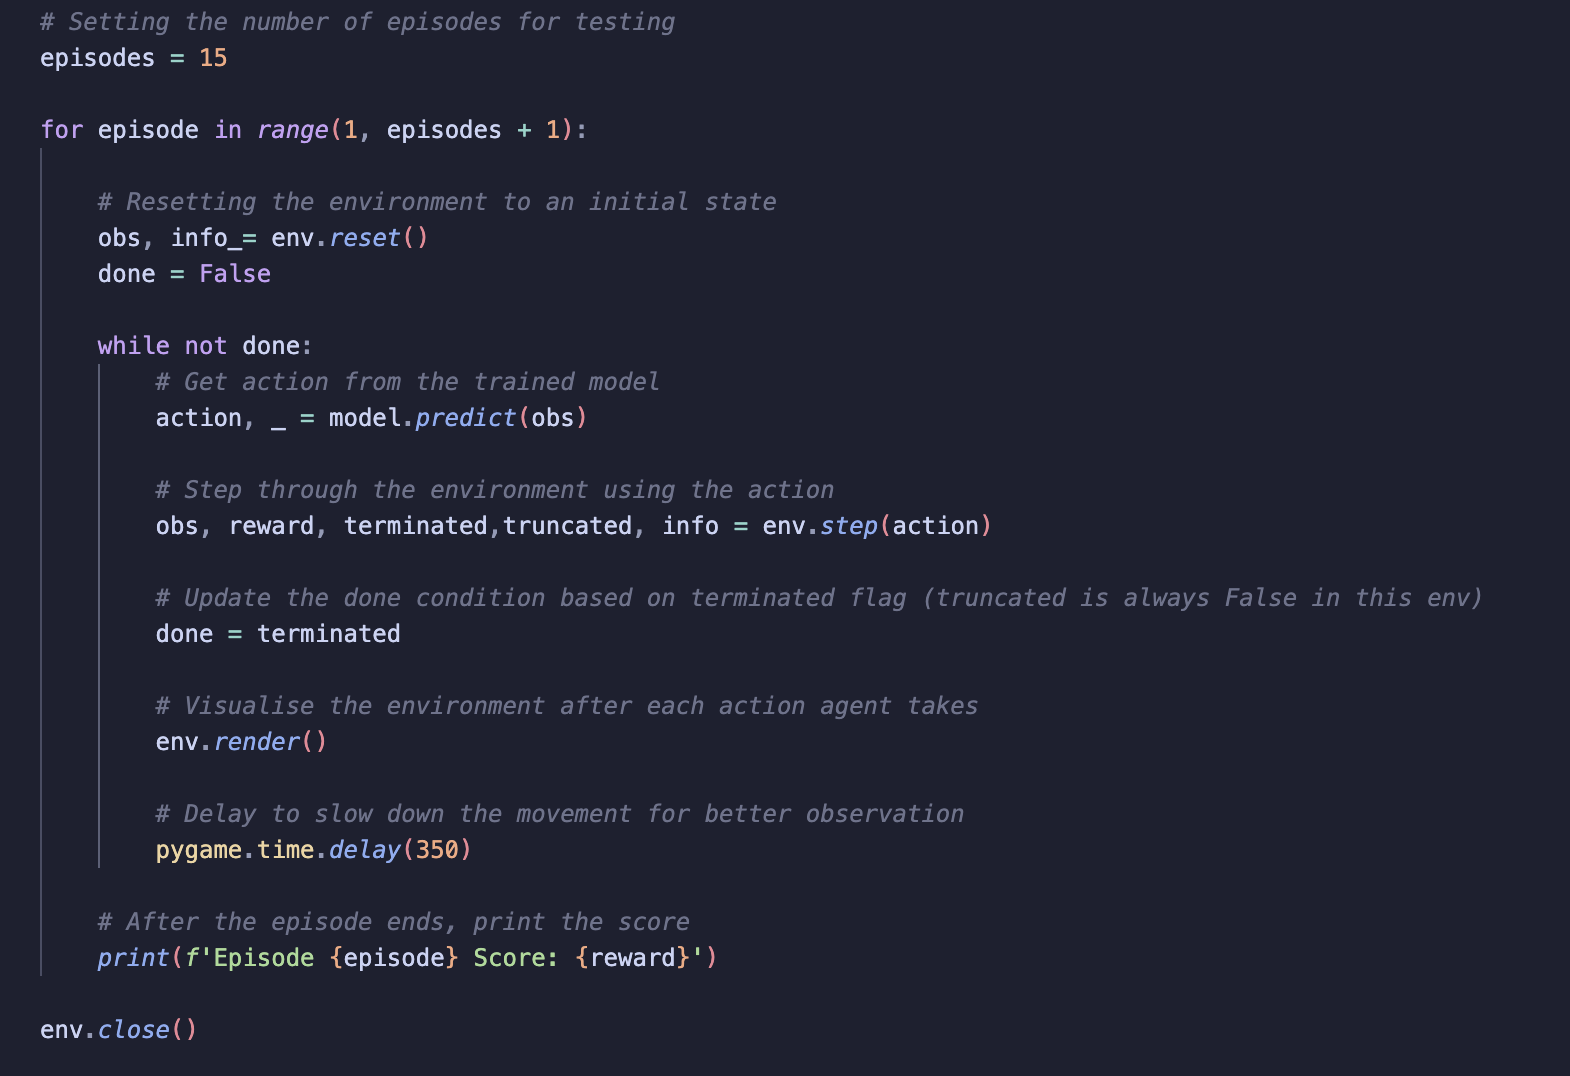 # Setting the number of episodes for testing
episodes = 15
for episode in range(1, episodes + 1):
# Resetting the environment to an initial state
obs, info_= env.reset()
done = False
while not done:
# Get action from the trained model
action, _ = model.predict(obs)
# Step through the environment using the action
obs, reward, terminated,truncated, info = env.step(action)
# Update the done condition based on terminated flag (truncated is always False in this env)
done = terminated
# Visualise the environment after each action agent takes
env.render()
# Delay to slow down the movement for better observation
pygame.time.delay(350)
# After the episode ends, print the score
print(f'Episode {episode} Score: {reward}')
env.close()